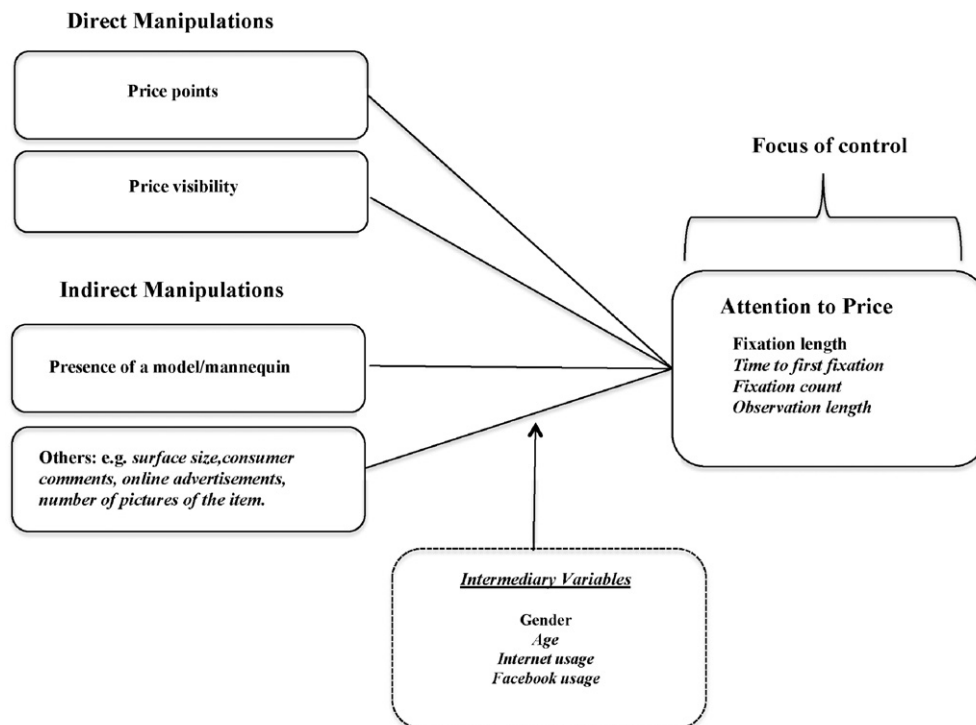 Direct Manipulations
Price points
Price visibility
Indirect Manipulations
Presence of a model/mannequin
Others: e.g. surface size,consumer
comments, online advertisements,
number of pictures of the item.
Focus of control
Attention to Price
Fixation length
Time to first fixation
Fixation count
Observation length
Intermediary Variables
Gender
Age
Internet usage
Facebook usage